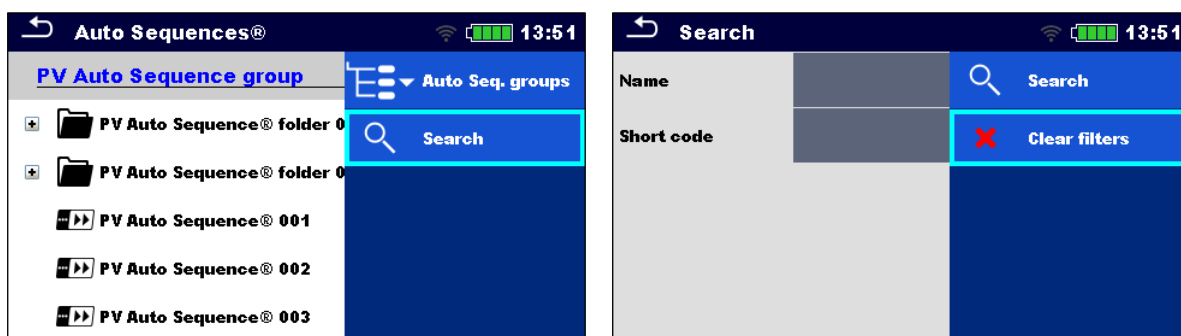 Auto Sequences® 13:51
PV Auto Sequence group
Auto Seq. groups
PV Auto Sequence® folder 0
Search
PV Auto Sequence® folder 0
PV Auto Sequence® 001
PV Auto Sequence® 002
PV Auto Sequence® 003
Search 13:51
Name
Search
Short code
Clear filters